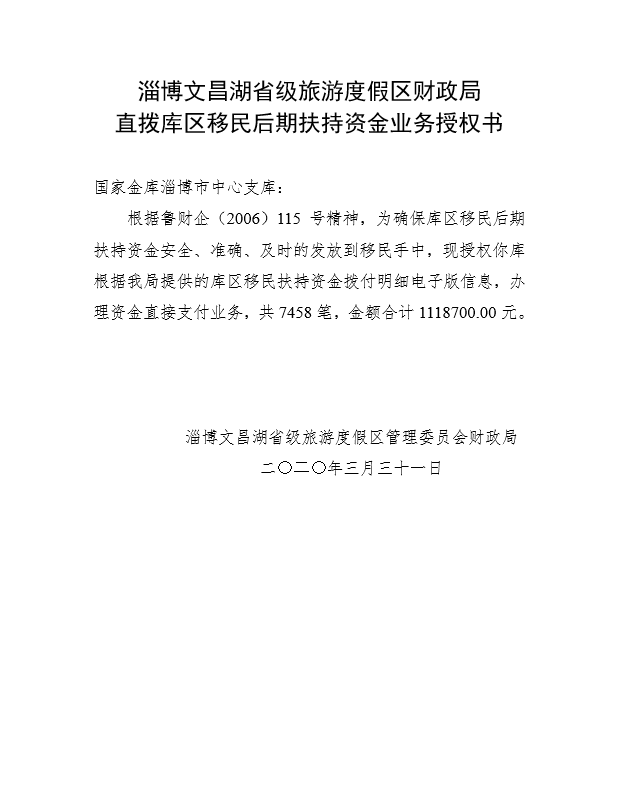 淄博文昌湖省级旅游度假区财政局
直拨库区移民后期扶持资金业务授权书
国家金库淄博市中心支库：
根据鲁财企（2006）115 号精神，为确保库区移民后期
扶持资金安全、准确、及时的发放到移民手中，现授权你库
根据我局提供的库区移民扶持资金拨付明细电子版信息，办
理资金直接支付业务，共 7458 笔，金额合计 1118700.00 元。
淄博文昌湖省级旅游度假区管理委员会财政局
二〇二〇年三月三十一日